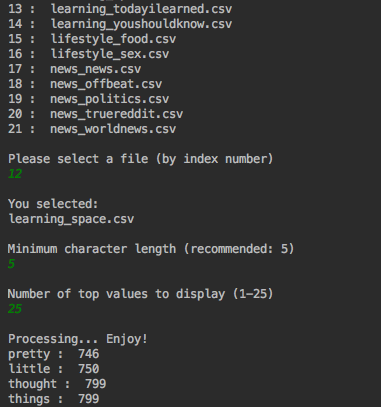 13 :  learning_todayilearned.csv
14 :  learning_youshouldknow.csv
15 :  lifestyle_food.csv
16 :  lifestyle_sex.csv
17 :  news_news.csv
18 :  news_offbeat.csv
19 :  news_politics.csv
20 :  news_truereddit.csv
21 :  news_worldnews.csv
Please select a file (by index number)
12
You selected:
learning_space.csv
Minimum character length (recommended: 5)
5
Number of top values to display (1-25)
25
Processing... Enjoy!
pretty :  746
little :  750
thought :  799
things :  799